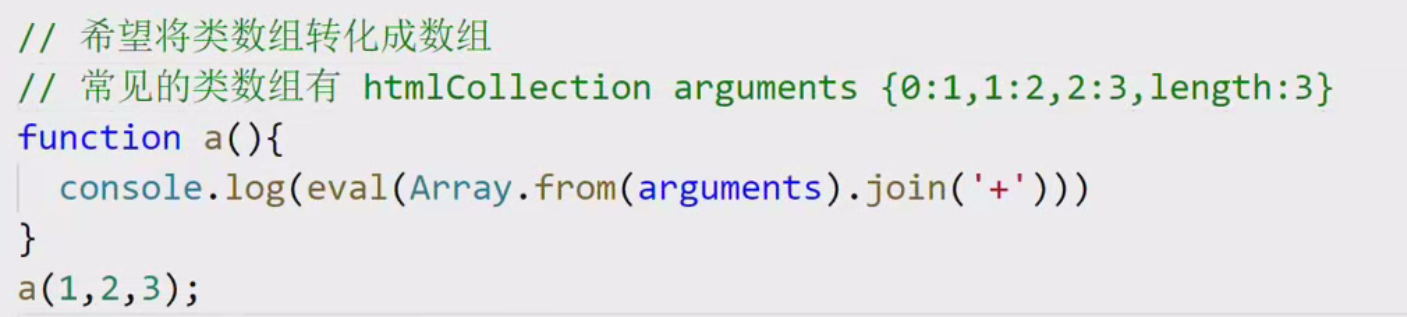 // 希望将类数组转化成数组
// 常见的类数组有 htmlCollection arguments {0:1,1:2,2:3,length:3}
function a(){
  console.log(eval(Array.from(arguments).join('+')))
}
a(1,2,3);